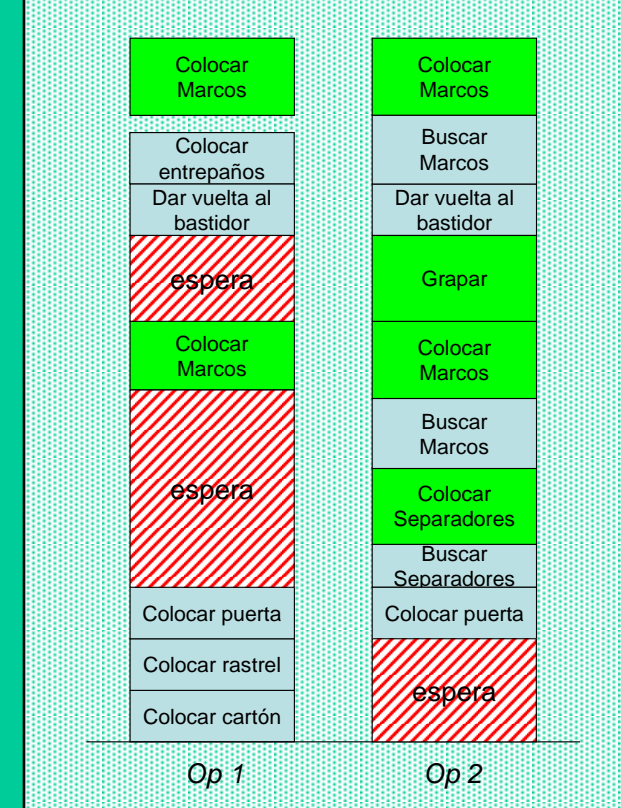 Colocar
Marcos
Colocar
entrepaños
Dar vuelta al
bastidor
espera
Colocar
Marcos
espera
Colocar puerta
Colocar rastrel
Colocar cartón
Op 1
Colocar
Marcos
Buscar
Marcos
Dar vuelta al
bastidor
Grapar
Colocar
Marcos
Buscar
Marcos
Colocar
Separadores
Buscar
Separadores
Colocar puerta
espera
Op 2